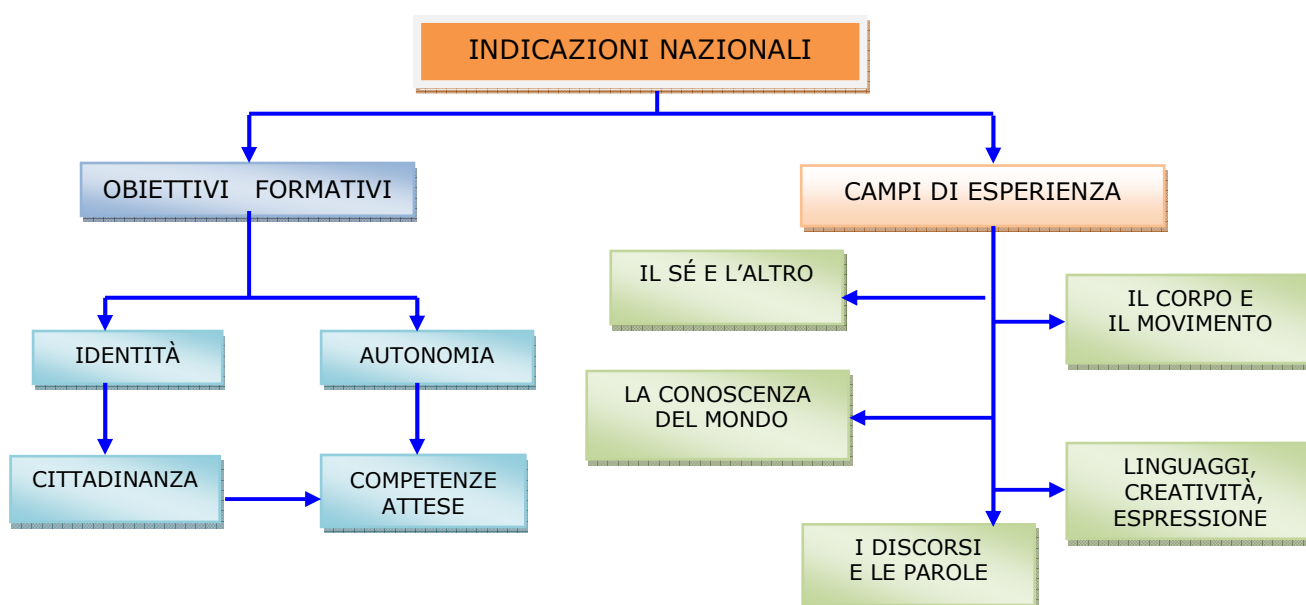 INDICAZIONI NAZIONALI
OBIETTIVI FORMATIVI
CAMPI DI ESPERIENZA
IL SÉ E L'ALTRO
IL CORPO E
IL MOVIMENTO
IDENTITÀ
AUTONOMIA
LA CONOSCENZA
DEL MONDO
CITTADINANZA
COMPETENZE
ATTESE
LINGUAGGI,
CREATIVITÀ,
ESPRESSIONE
I DISCORSI
E LE PAROLE